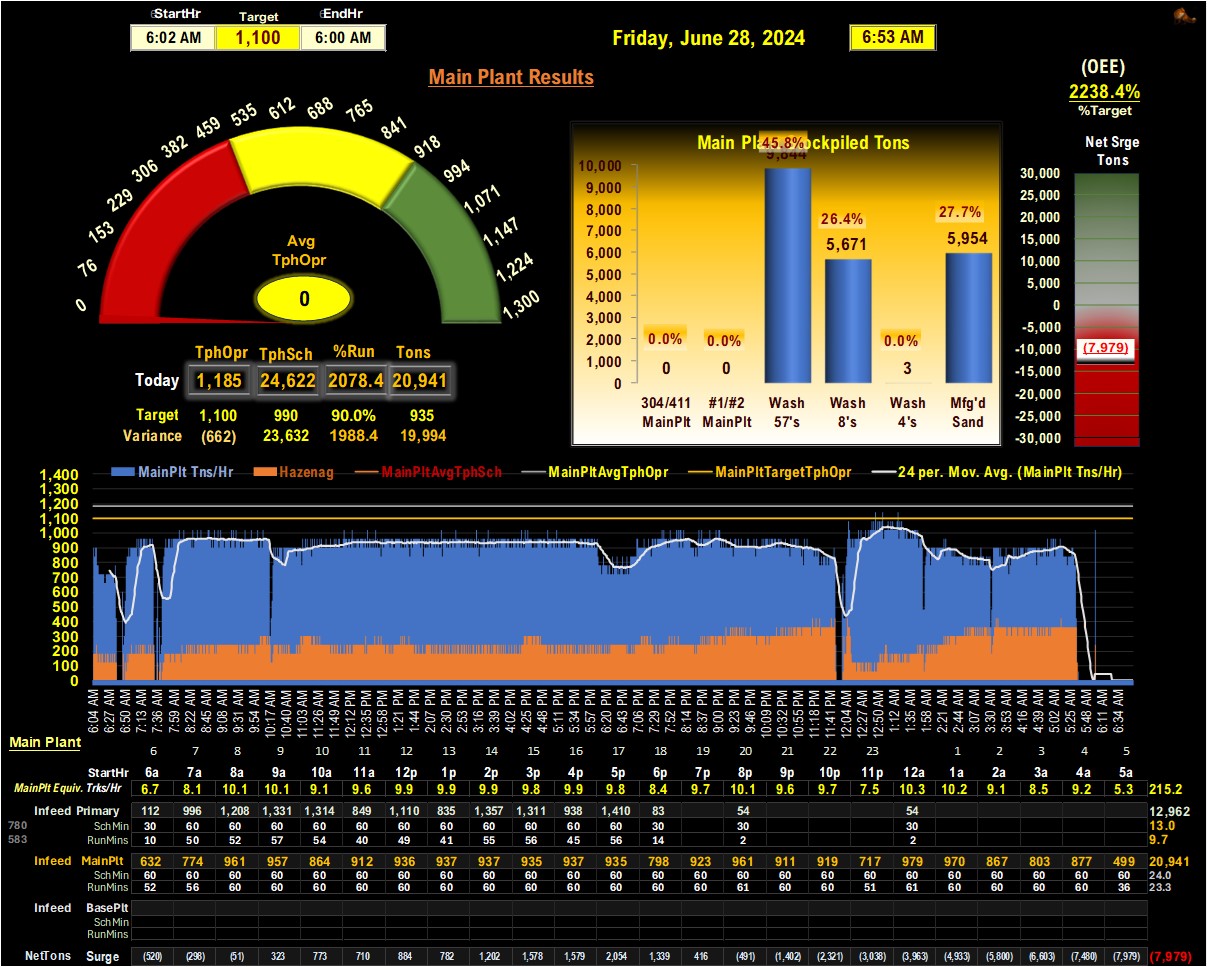 StartHr Target EndHr
6:02 AM 1,100 6:00 AM
Friday, June 28, 2024 6:53 AM
Main Plant Results
(OEE)
2238.4%
%Target
Net Srge
Tons
0 76 153 229 306 382 459 535 612 688 765 841 918 994 1,071 1,147 1,224 1,300
Avg
TphOpr
0
TphOpr TphSch %Run Tons
Today 1,185 24,622 2078.4 20,941
Target 1,100 990 90.0% 935
Variance (662) 23,632 1988.4 19,994
10,000
9,000
8,000
7,000
6,000
5,000
4,000
3,000
2,000
1,000
0
0.0% 0.0% 45.8% 26.4% 0.0% 27.7%
0 0 9,844 5,671 3 5,954
304/411 #1/#2 Wash Wash Wash Mfg'd
MainPlt MainPlt 57's 8's 4's Sand
30,000
25,000
20,000
15,000
10,000
5,000
0
-5,000
-10,000
-15,000
-20,000
-25,000
-30,000
(7,979)
MainPlt Tns/Hr Hazenag MainPltAvgTphSch MainPltAvgTphOpr MainPltTargetTphOpr 24 per. Mov. Avg. (MainPlt Tns/Hr)
1,400
1,300
1,200
1,100
1,000
900
800
700
600
500
400
300
200
100
0
6:04 AM 6:27 AM 6:50 AM 7:13 AM 7:36 AM 7:59 AM 8:22 AM 8:45 AM 9:08 AM 9:31 AM 9:54 AM 10:17 AM 10:40 AM 11:03 AM 11:26 AM 11:49 AM 12:12 PM 12:35 PM 12:58 PM 1:21 PM 1:44 PM 2:07 PM 2:30 PM 2:53 PM 3:16 PM 3:39 PM 4:02 PM 4:25 PM 4:48 PM 5:11 PM 5:34 PM 5:57 PM 6:20 PM 6:43 PM 7:06 PM 7:29 PM 7:52 PM 8:14 PM 8:37 PM 9:00 PM 9:23 PM 9:46 PM 10:09 PM 10:32 PM 10:55 PM 11:18 PM 11:41 PM 12:04 AM 12:27 AM 12:50 AM 1:12 AM 1:35 AM 1:58 AM 2:21 AM 2:44 AM 3:07 AM 3:30 AM 3:53 AM 4:16 AM 4:39 AM 5:02 AM 5:25 AM 5:48 AM 6:11 AM 6:34 AM
Main Plant
6 7 8 9 10 11 12 13 14 15 16 17 18 19 20 21 22 23 1 2 3 4 5
StartHr 6a 7a 8a 9a 10a 11a 12p 1p 2p 3p 4p 5p 6p 7p 8p 9p 10p 11p 12a 1a 2a 3a 4a 5a
MainPlt Equiv. Trks/Hr 6.7 8.1 10.1 10.1 9.1 9.6 9.9 9.9 9.9 9.8 9.9 9.8 8.4 9.7 10.1 9.6 9.7 7.5 10.3 10.2 9.1 8.5 9.2 5.3 215.2
Infeed Primary 112 996 1,208 1,331 1,314 849 1,110 835 1,357 1,311 938 1,410 83 54 54 12,962
780 SchMin 30 60 60 60 60 60 60 60 60 60 60 60 30 30 30 13.0
583 RunMins 10 50 52 57 54 40 49 41 55 56 45 56 14 2 2 9.7
Infeed MainPlt 632 774 961 957 864 912 936 937 937 935 937 935 798 923 961 911 919 717 979 970 867 803 877 499 20,941
SchMin 60 60 60 60 60 60 60 60 60 60 60 60 60 60 60 60 60 60 60 60 60 60 60 60 24.0
RunMins 52 56 60 60 60 60 60 60 60 60 60 60 60 60 61 60 60 51 61 60 60 60 60 36 23.3
Infeed BasePlt
SchMin
RunMins
NetTons Surge (520) (298) (51) 323 773 710 884 782 1,202 1,578 1,579 2,054 1,339 416 (491) (1,402) (2,321) (3,038) (3,963) (4,933) (5,800) (6,603) (7,480) (7,979) (7,979)